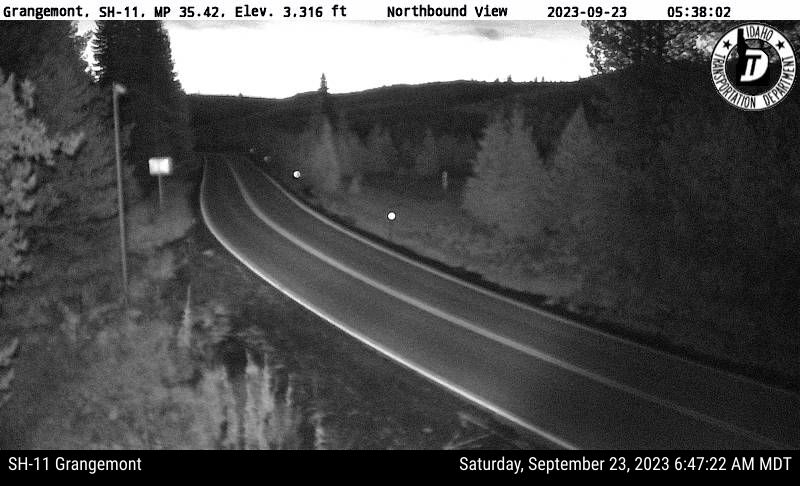 Grangemont, SH-11, MP 35.42, Elev. 3,316 ft Northbound View 2023-09-23 05:38:02
IDAHO
TRANSPORTATION DEPARTMENT
SH-11 Grangemont Saturday, September 23, 2023 6:47:22 AM MDT